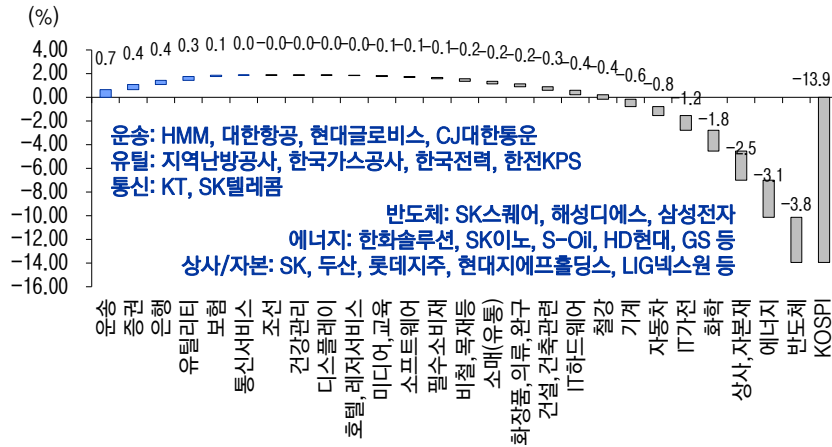 (%)
4.00
2.00
0.00
-2.00
-4.00
-6.00
-8.00
-10.00
-12.00
-14.00
-16.00
0.7 0.4 0.4 0.3 0.1 0.0 -0.0 -0.0 -0.0 -0.0 -0.1 -0.1 -0.1 -0.2 -0.2 -0.2 -0.3 -0.4 -0.4 -0.6 -0.8 -1.2 -1.8 -2.5 -3.1 -3.8 -13.9
운송: HMM, 대한항공, 현대글로비스, CJ대한통운
유틸: 지역난방공사, 한국가스공사, 한국전력, 한전KPS
통신: KT, SK텔레콤
반도체: SK스퀘어, 해성디에스, 삼성전자
에너지: 한화솔루션, SK이노, S-Oil, HD현대, GS 등
상사/자본: SK, 두산, 롯데지주, 현대지에프홀딩스, LIG넥스원 등
운송
증권
은행
유틸리티
보험
통신서비스
조선
건강관리
디스플레이
호텔,레저서비스
미디어,교육
소프트웨어
필수소비재
비철,목재등
소매(유통)
화장품,의류,완구
건설,건축관련
IT하드웨어
철강
기계
자동차
IT가전
화학
상사,자본재
에너지
반도체
KOSPI